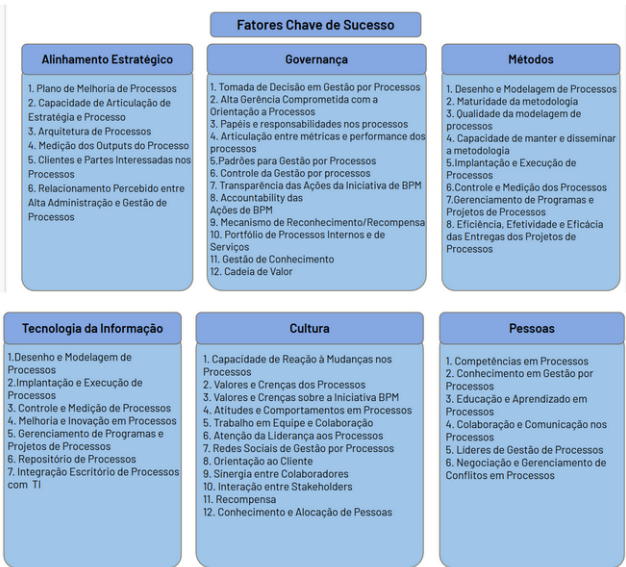 Fatores Chave de Sucesso
Alinhamento Estratégico
1. Plano de Melhoria de Processos
2. Capacidade de Articulação de
Estratégia e Processo
3. Arquitetura de Processos
4. Medição dos Outputs do Processo
5. Clientes e Partes Interessadas nos
Processos
6. Relacionamento Percebido entre
Alta Administração e Gestão de
Processos
Governança
1. Tomada de Decisão em Gestão por Processos
2. Alta Gerência Comprometida com a
Orientação a Processos
3. Papéis e responsabilidades nos processos
4. Articulação entre métricas e performance dos
processos
5.Padrões para Gestão por Processos
6. Controle da Gestão por processos
7. Transparência das Ações da Iniciativa de BPM
8. Accountability das
Ações de BPM
9. Mecanismo de Reconhecimento/Recompensa
10. Portfólio de Processos Internos e de
Serviços
11. Gestão de Conhecimento
12. Cadeia de Valor
Métodos
1. Desenho e Modelagem de Processos
2. Maturidade da metodologia
3. Qualidade da modelagem de
processos
4. Capacidade de manter e disseminar
a metodologia
5.Implantação e Execução de
Processos
6.Controle e Medição dos Processos
7.Gerenciamento de Programas e
Projetos de Processos
8. Eficiência, Efetividade e Eficácia
das Entregas dos Projetos de
Processos
Tecnologia da Informação
1.Desenho e Modelagem de
Processos
2.Implantação e Execução de
Processos
3. Controle e Medição de Processos
4. Melhoria e Inovação em Processos
5. Gerenciamento de Programas e
Projetos de Processos
6. Repositório de Processos
7. Integração Escritório de Processos
com TI
Cultura
1. Capacidade de Reação à Mudanças nos
Processos
2. Valores e Crenças dos Processos
3. Valores e Crenças sobre a Iniciativa BPM
4. Atitudes e Comportamentos em Processos
5. Trabalho em Equipe e Colaboração
6. Atenção da Liderança aos Processos
7. Redes Sociais de Gestão por Processos
8. Orientação ao Cliente
9. Sinergia entre Colaboradores
10. Interação entre Stakeholders
11. Recompensa
12. Conhecimento e Alocação de Pessoas
Pessoas
1. Competências em Processos
2. Conhecimento em Gestão por
Processos
3. Educação e Aprendizado em
Processos
4. Colaboração e Comunicação nos
Processos
5. Líderes de Gestão de Processos
6. Negociação e Gerenciamento de
Conflitos em Processos